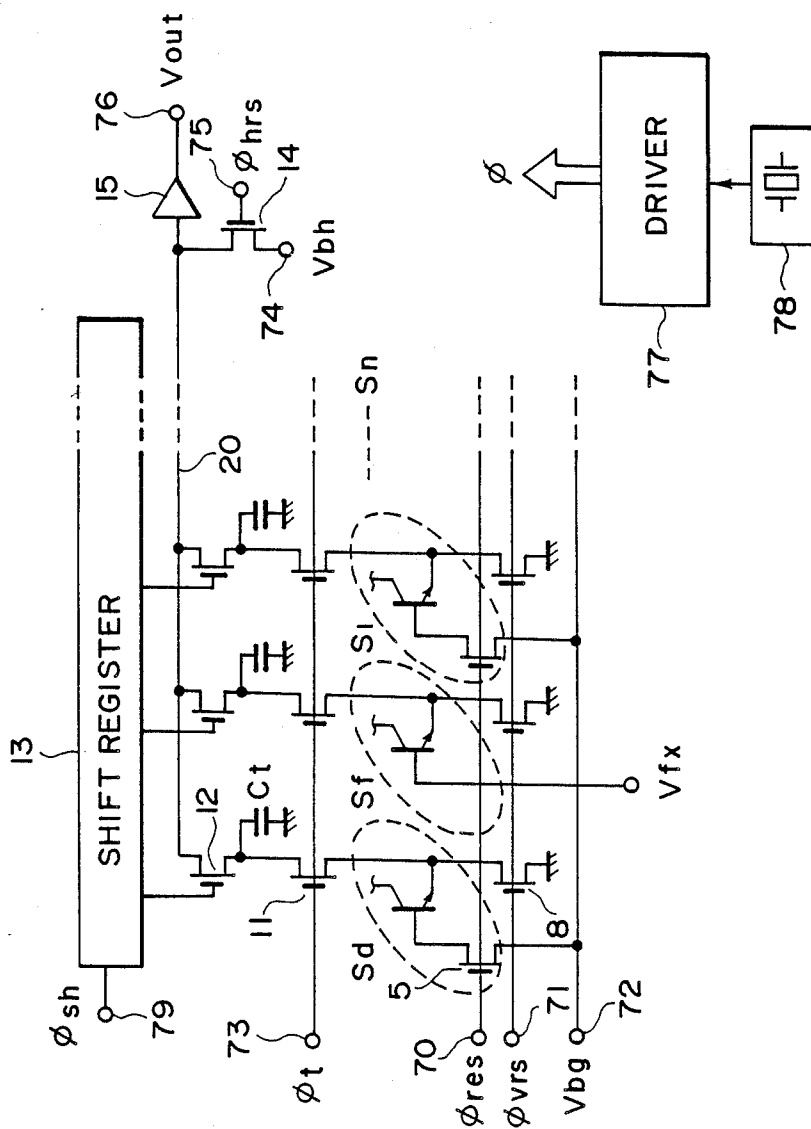 13
SHIFT REGISTER
φsh
79
12
Ct
20
15
76
Vout
75
φhrs
14
Vbh
74
11
73
φt
Sd
Sf
S1
Sn
5
8
70
φres
71
φvrs
72
Vbg
Vfx
φ
DRIVER
77
78